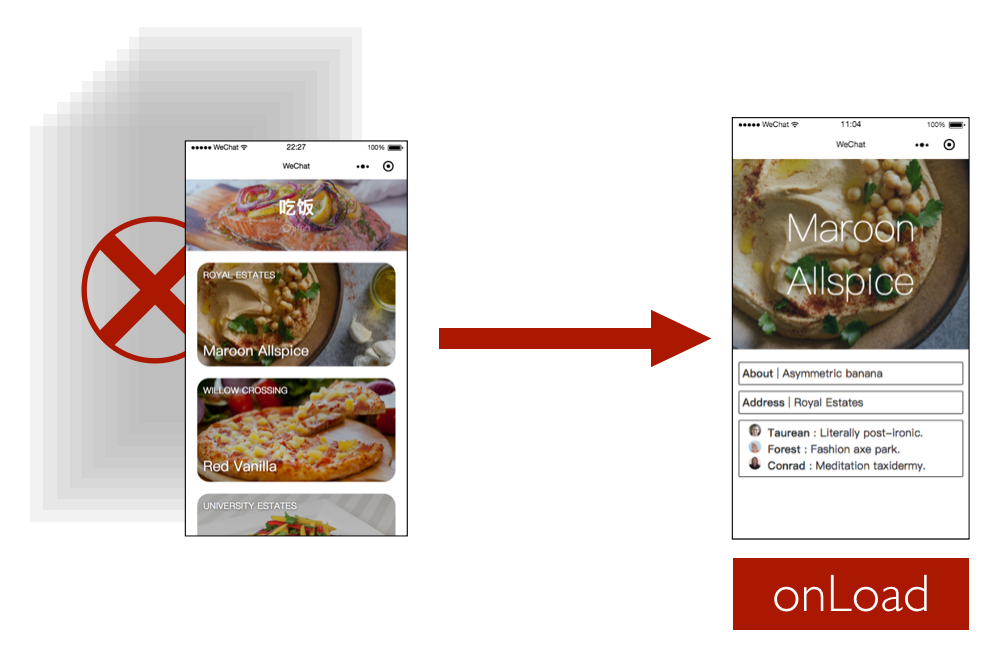 WeChat 22:27 100%
WeChat
吃饭
ROYAL ESTATES
Maroon Allspice
WILLOW CROSSING
Red Vanilla
UNIVERSITY ESTATES
WeChat 11:04 100%
WeChat
Maroon
Allspice
About | Asymmetric banana
Address | Royal Estates
Taurean : Literally post-ironic.
Forest : Fashion axe park.
Conrad : Meditation taxidermy.
onLoad